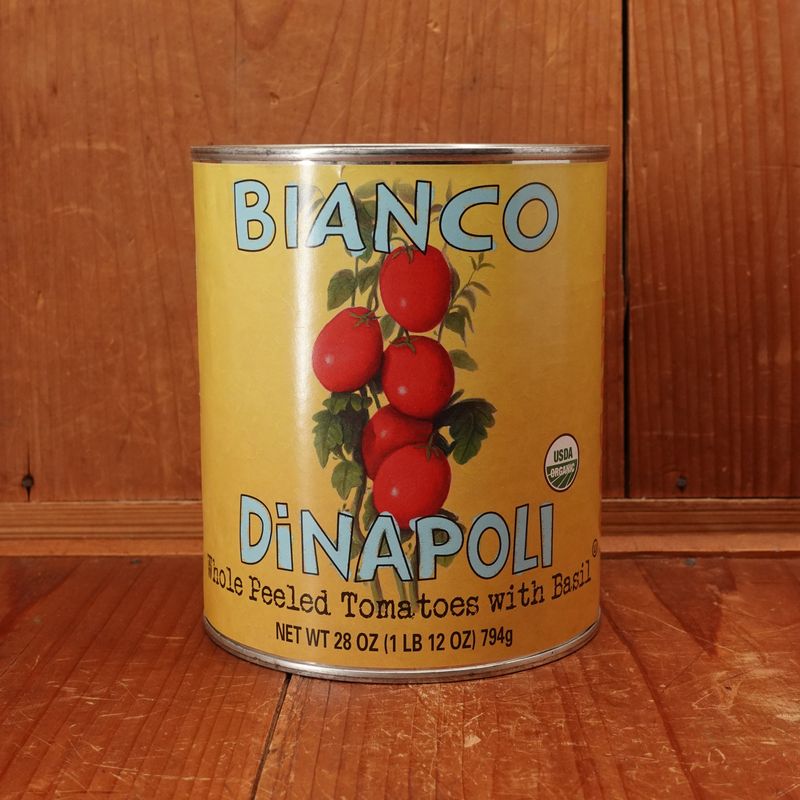 BIANCO
USDA
ORGANIC
DiNAPOLI
®
Whole Peeled Tomatoes with Basil
NET WT 28 OZ (1 LB 12 OZ) 794g